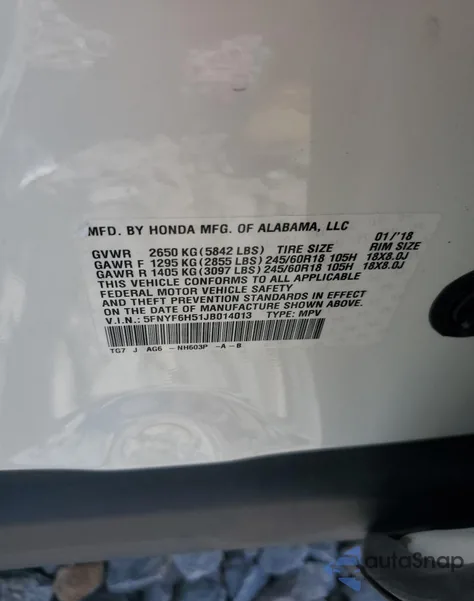 MFD. BY HONDA MFG. OF ALABAMA, LLC 01/'18
GVWR 2650 KG (5842 LBS) TIRE SIZE RIM SIZE
GAWR F 1295 KG (2855 LBS) 245/60R18 105H 18X8.0J
GAWR R 1405 KG (3097 LBS) 245/60R18 105H 18X8.0J
THIS VEHICLE CONFORMS TO ALL APPLICABLE
FEDERAL MOTOR VEHICLE SAFETY
AND THEFT PREVENTION STANDARDS IN EFFECT
ON THE DATE OF MANUFACTURE SHOWN ABOVE.
V.I.N.: 5FNYF6H51JB014013 TYPE: MPV
TG7 J AG6 -NH603P -A-B
autoSnap